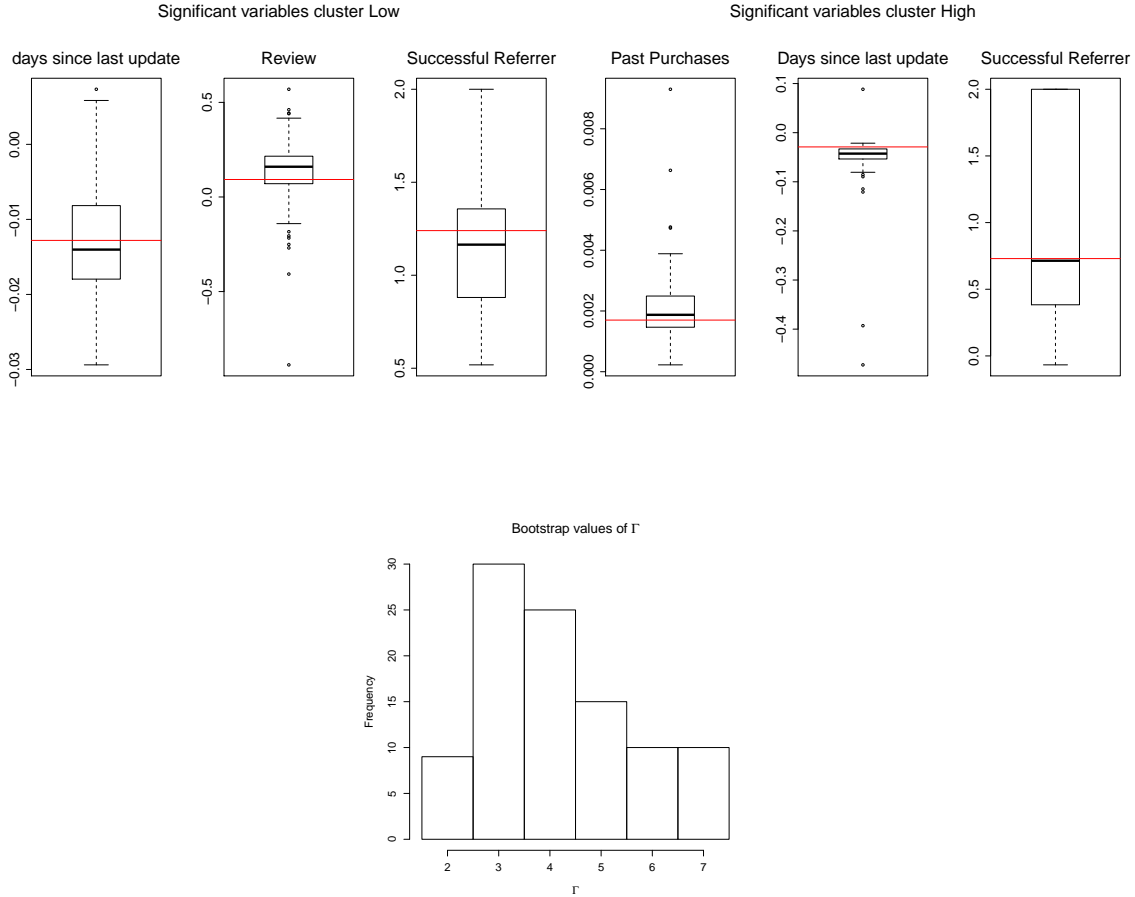 Significant variables cluster Low
Significant variables cluster High
days since last update
Review
Successful Referrer
Past Purchases
Days since last update
Successful Referrer
0.00
−0.01
−0.02
−0.03
0.5
0.0
−0.5
2.0
1.5
1.0
0.5
0.008
0.006
0.004
0.002
0.000
0.1
−0.0
−0.1
−0.2
−0.3
−0.4
2.0
1.5
1.0
0.5
0.0
Bootstrap values of Γ
Frequency
30
25
20
15
10
5
0
2 3 4 5 6 7
Γ